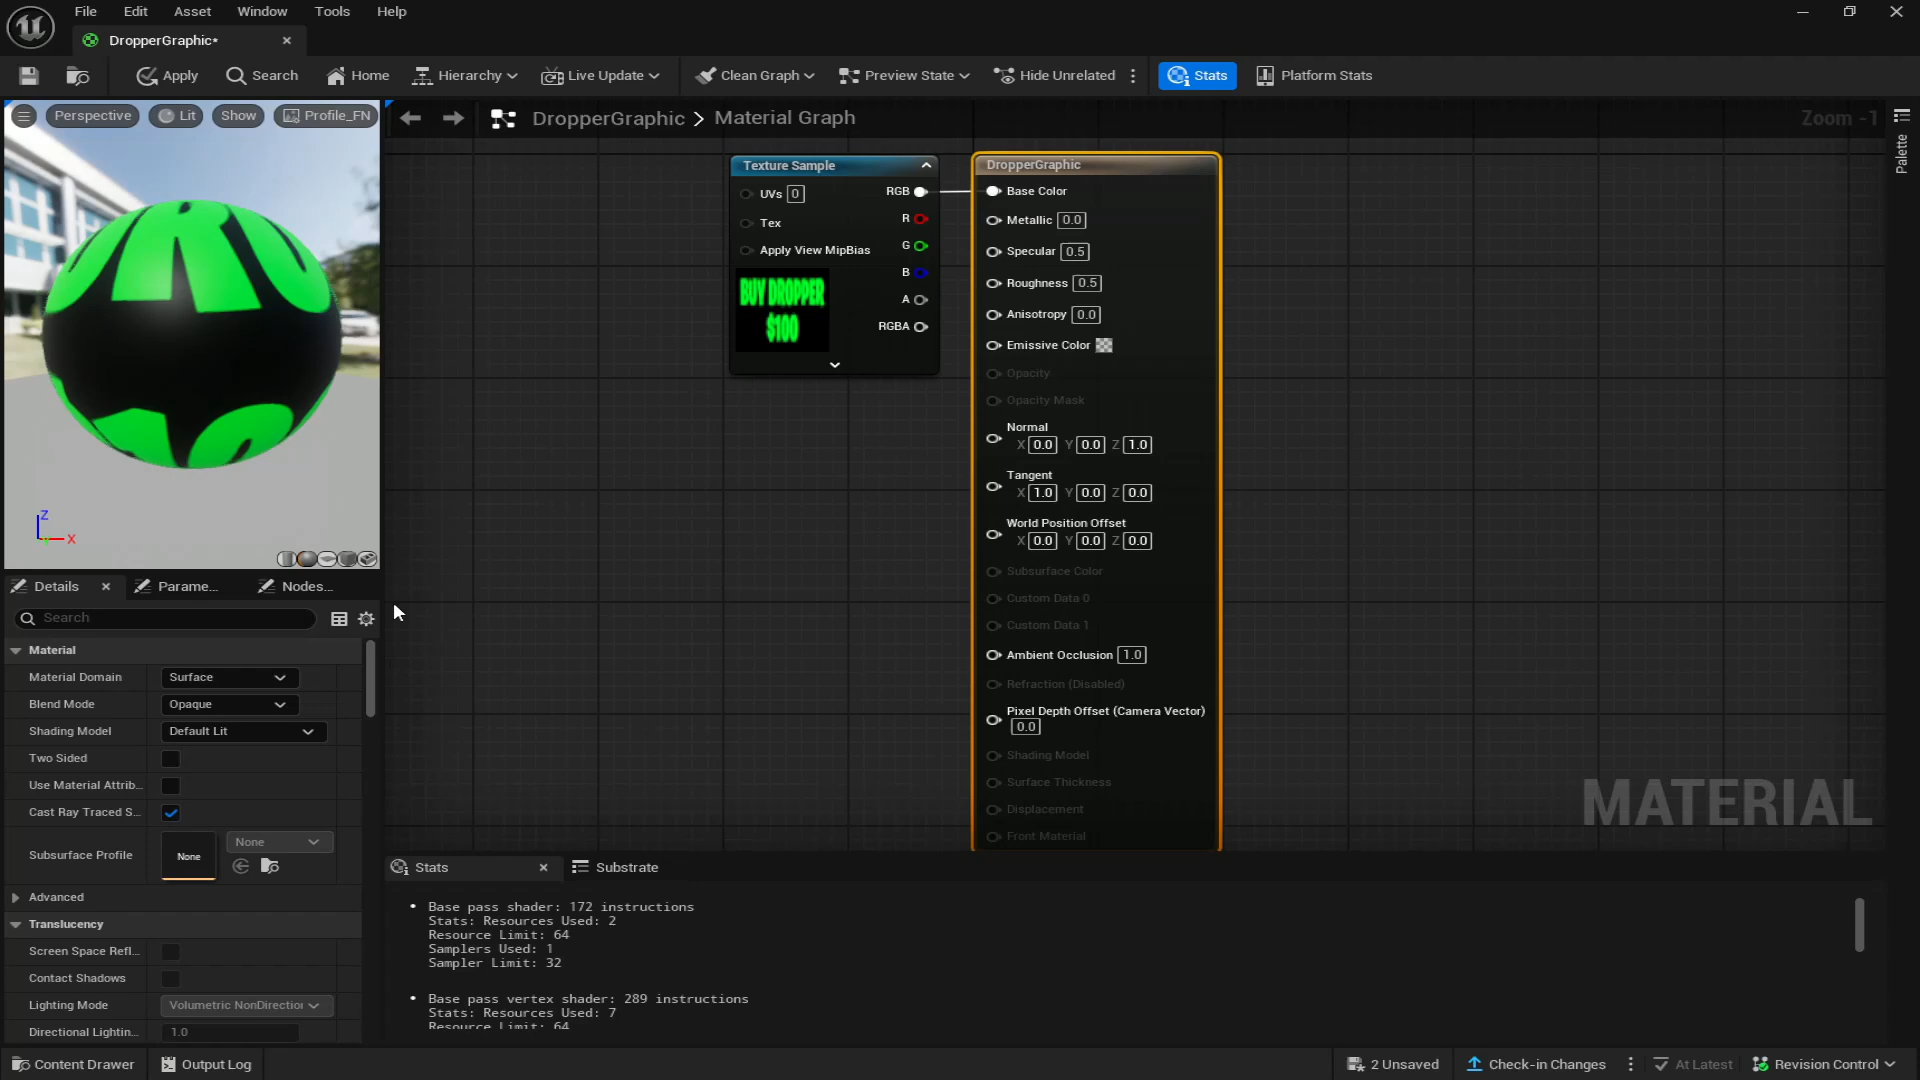 File Edit Asset Window Tools Help
DropperGraphic*
Apply Search Home Hierarchy Live Update Clean Graph Preview State Hide Unrelated Stats Platform Stats
Perspective Lit Show Profile_FN
DropperGraphic > Material Graph
Zoom -1
Palette
Texture Sample
UVs 0
Tex
Apply View MipBias
RGB
R
G
B
A
RGBA
BUY DROPPER
$100
DropperGraphic
Base Color
Metallic 0.0
Specular 0.5
Roughness 0.5
Anisotropy 0.0
Emissive Color
Opacity
Opacity Mask
Normal
X 0.0 Y 0.0 Z 1.0
Tangent
X 1.0 Y 0.0 Z 0.0
World Position Offset
X 0.0 Y 0.0 Z 0.0
Subsurface Color
Custom Data 0
Custom Data 1
Ambient Occlusion 1.0
Refraction (Disabled)
Pixel Depth Offset (Camera Vector)
0.0
Shading Model
Surface Thickness
Displacement
Front Material
MATERIAL
Z
X
Details Parame... Nodes...
Search
Material
Material Domain Surface
Blend Mode Opaque
Shading Model Default Lit
Two Sided
Use Material Attrib...
Cast Ray Traced S...
Subsurface Profile None None
Advanced
Translucency
Screen Space Refl...
Contact Shadows
Lighting Mode Volumetric NonDirection
Directional Lightin... 1.0
Stats Substrate
• Base pass shader: 172 instructions
Stats: Resources Used: 2
Resource Limit: 64
Samplers Used: 1
Sampler Limit: 32
• Base pass vertex shader: 289 instructions
Stats: Resources Used: 7
Resource Limit: 64
Content Drawer Output Log 2 Unsaved Check-in Changes At Latest Revision Control